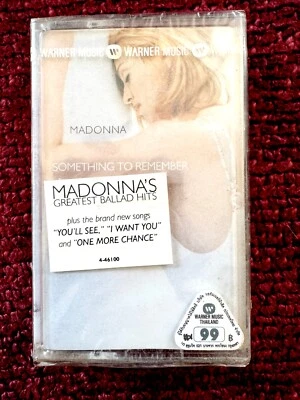 WARNER MUSIC WARNER MUSIC
MADONNA
SOMETHING TO REMEMBER
MADONNA'S
GREATEST BALLAD HITS
plus the brand new songs
"YOU'LL SEE," "I WANT YOU"
and "ONE MORE CHANCE"
4-46100
WARNER MUSIC
THAILAND
99 B